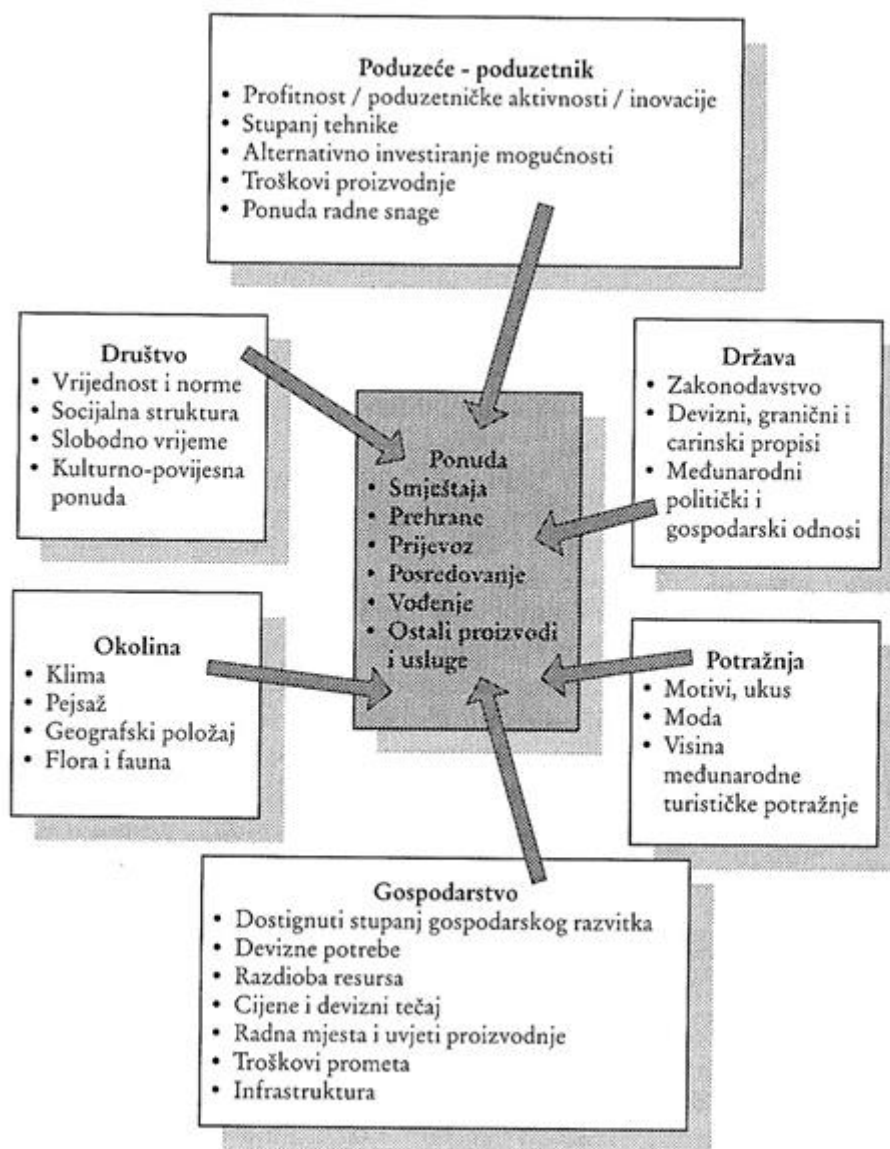 Poduzeće - poduzetnik
• Profitnost / poduzetničke aktivnosti / inovacije
• Stupanj tehnike
• Alternativno investiranje mogućnosti
• Troškovi proizvodnje
• Ponuda radne snage
Društvo
• Vrijednost i norme
• Socijalna struktura
• Slobodno vrijeme
• Kulturno-povijesna
ponuda
Ponuda
• Smještaja
• Prehrane
• Prijevoz
• Posredovanje
• Vođenje
• Ostali proizvodi
i usluge
Država
• Zakonodavstvo
• Devizni, granični i
carinski propisi
• Međunarodni
politički i
gospodarski odnosi
Okolina
• Klima
• Pejsaž
• Geografski položaj
• Flora i fauna
Potražnja
• Motivi, ukus
• Moda
• Visina
međunarodne
turističke potražnje
Gospodarstvo
• Dostignuti stupanj gospodarskog razvitka
• Devizne potrebe
• Razdioba resursa
• Cijene i devizni tečaj
• Radna mjesta i uvjeti proizvodnje
• Troškovi prometa
• Infrastruktura